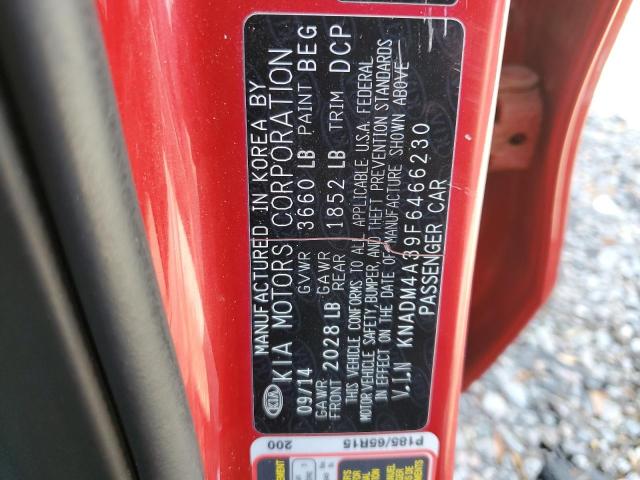 MANUFACTURED IN KOREA BY
KIA MOTORS CORPORATION
KIA
09/14 GVWR 3660 LB PAINT BEG
GAWR FRONT 2028 LB GAWR REAR 1852 LB TRIM DCP
THIS VEHICLE CONFORMS TO ALL APPLICABLE U.S.A. FEDERAL
MOTOR VEHICLE SAFETY, BUMPER, AND THEFT PREVENTION STANDARDS
IN EFFECT ON THE DATE OF MANUFACTURE SHOWN ABOVE
V.I.N KNADM4A39F6466230
PASSENGER CAR
P185/65R15
200